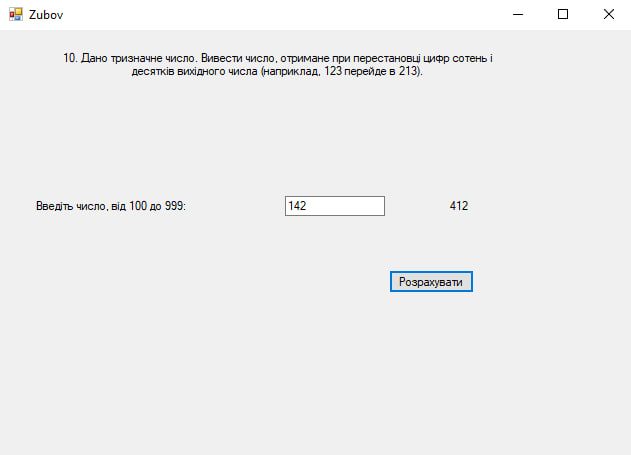 Zubov
10. Дано тризначне число. Вивести число, отримане при перестановці цифр сотень і
десятків вихідного числа (наприклад, 123 перейде в 213).
Введіть число, від 100 до 999:
142
412
Розрахувати